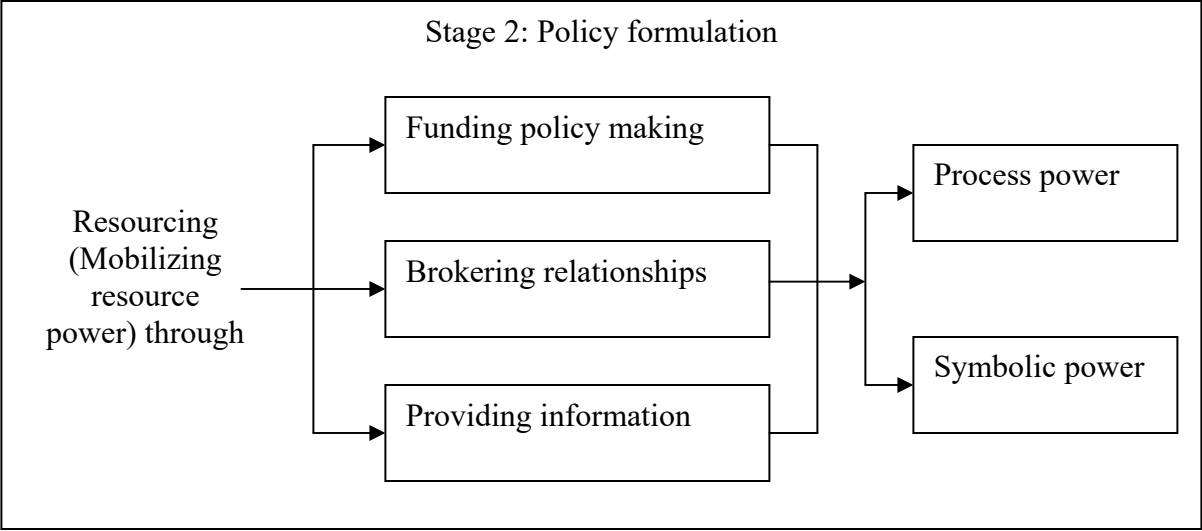 Stage 2: Policy formulation
Resourcing
(Mobilizing
resource
power) through
Funding policy making
Brokering relationships
Providing information
Process power
Symbolic power